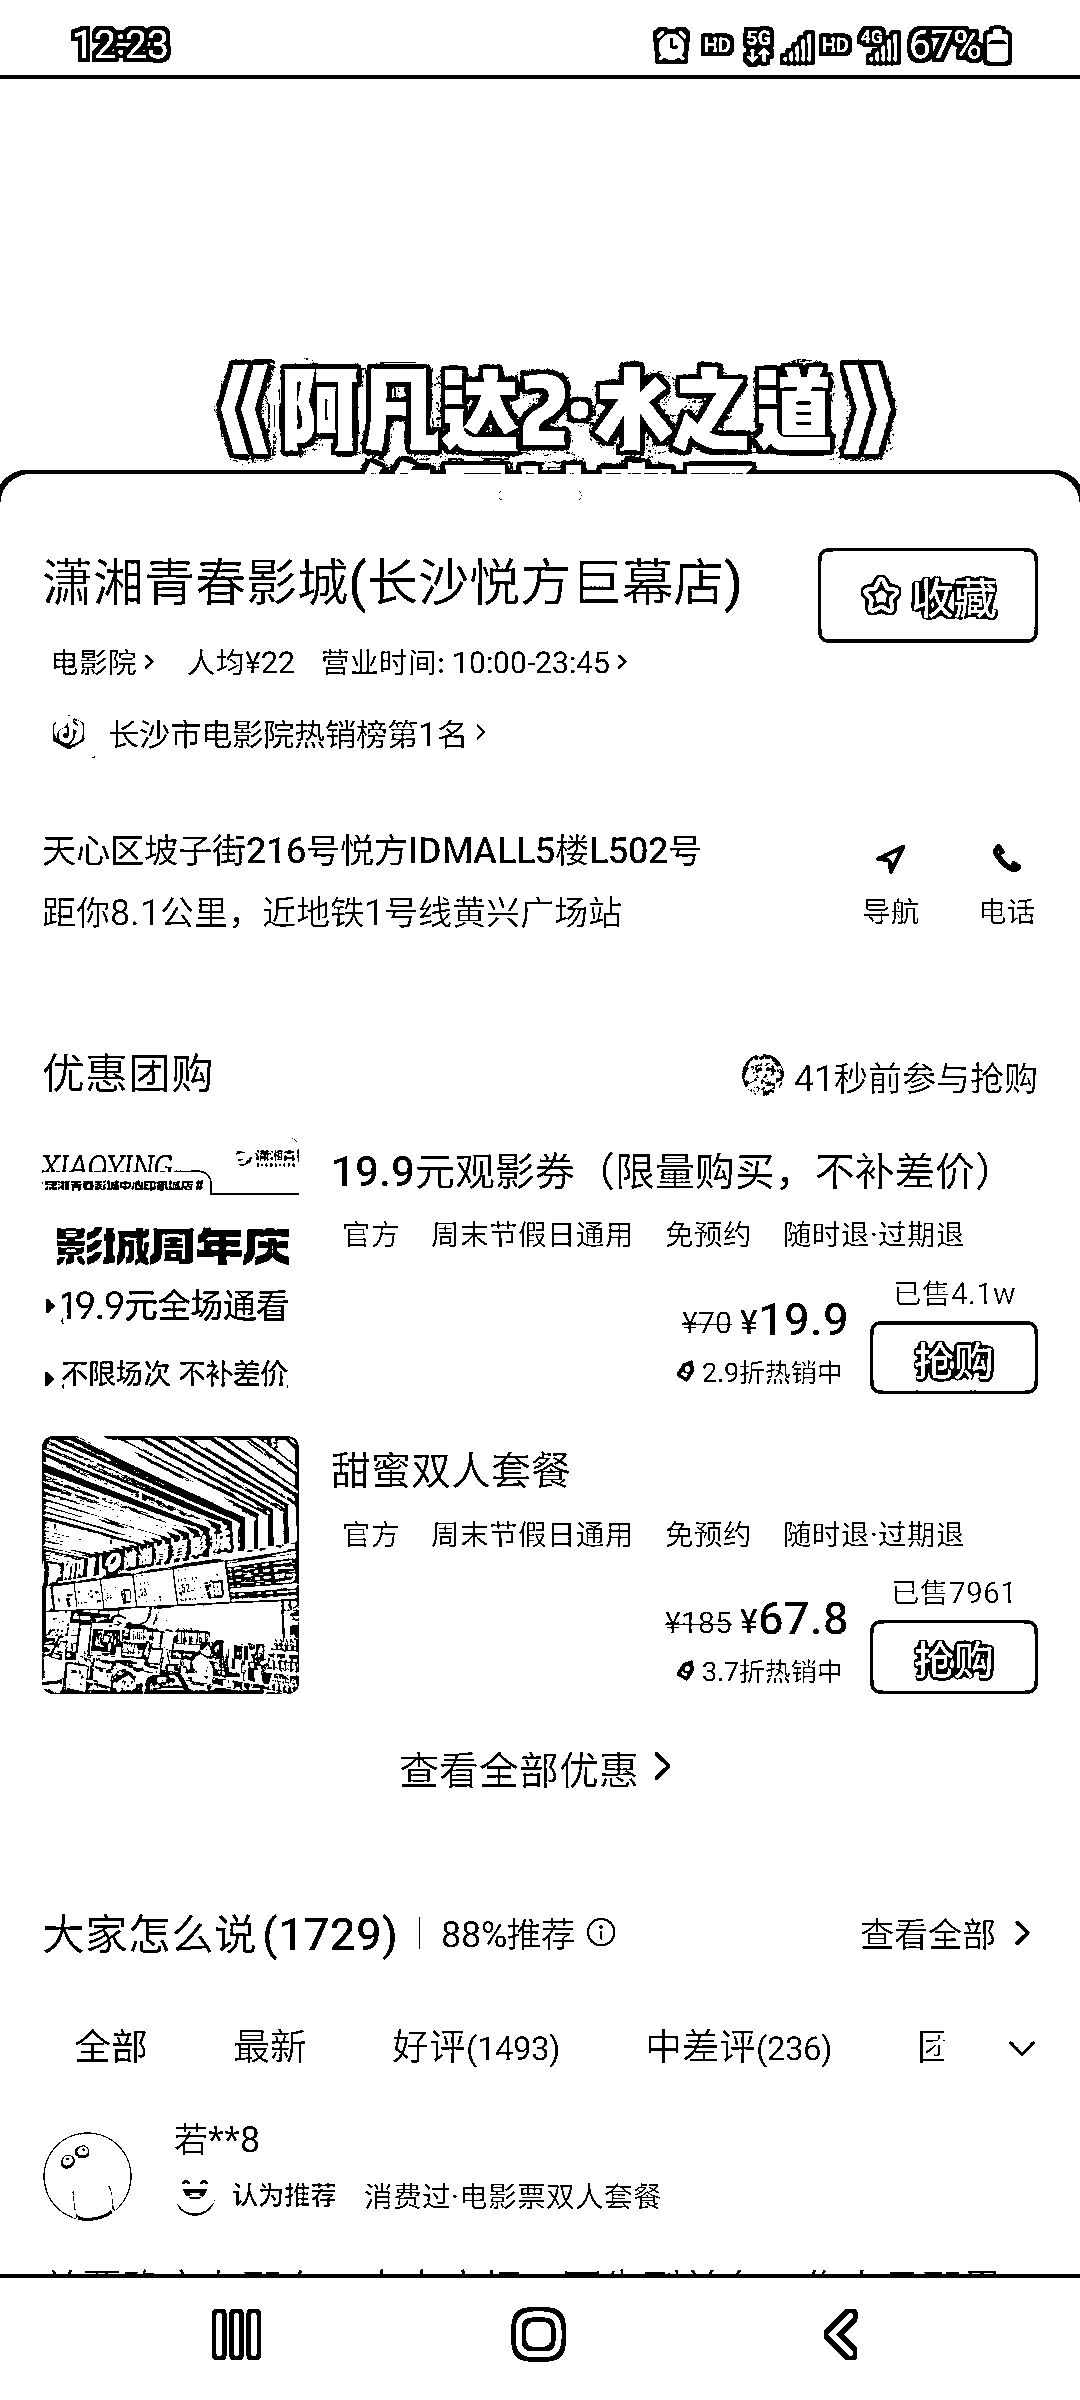 12:23
HD 5G HD 4G 67%
《阿凡达2·水之道》
潇湘青春影城(长沙悦方巨幕店)
收藏
电影院 人均¥22 营业时间: 10:00-23:45
长沙市电影院热销榜第1名
天心区坡子街216号悦方IDMALL5楼L502号
距你8.1公里，近地铁1号线黄兴广场站
导航 电话
优惠团购
41秒前参与抢购
XIAOXING
影城周年庆
19.9元全场通看
不限场次 不补差价
19.9元观影券（限量购买，不补差价）
官方 周末节假日通用 免预约 随时退·过期退
已售4.1w
¥70 ¥19.9
抢购
2.9折热销中
甜蜜双人套餐
官方 周末节假日通用 免预约 随时退·过期退
已售7961
¥185 ¥67.8
抢购
3.7折热销中
查看全部优惠
大家怎么说(1729) 88%推荐
查看全部
全部 最新 好评(1493) 中差评(236) 团
若**8
认为推荐 消费过·电影票双人套餐